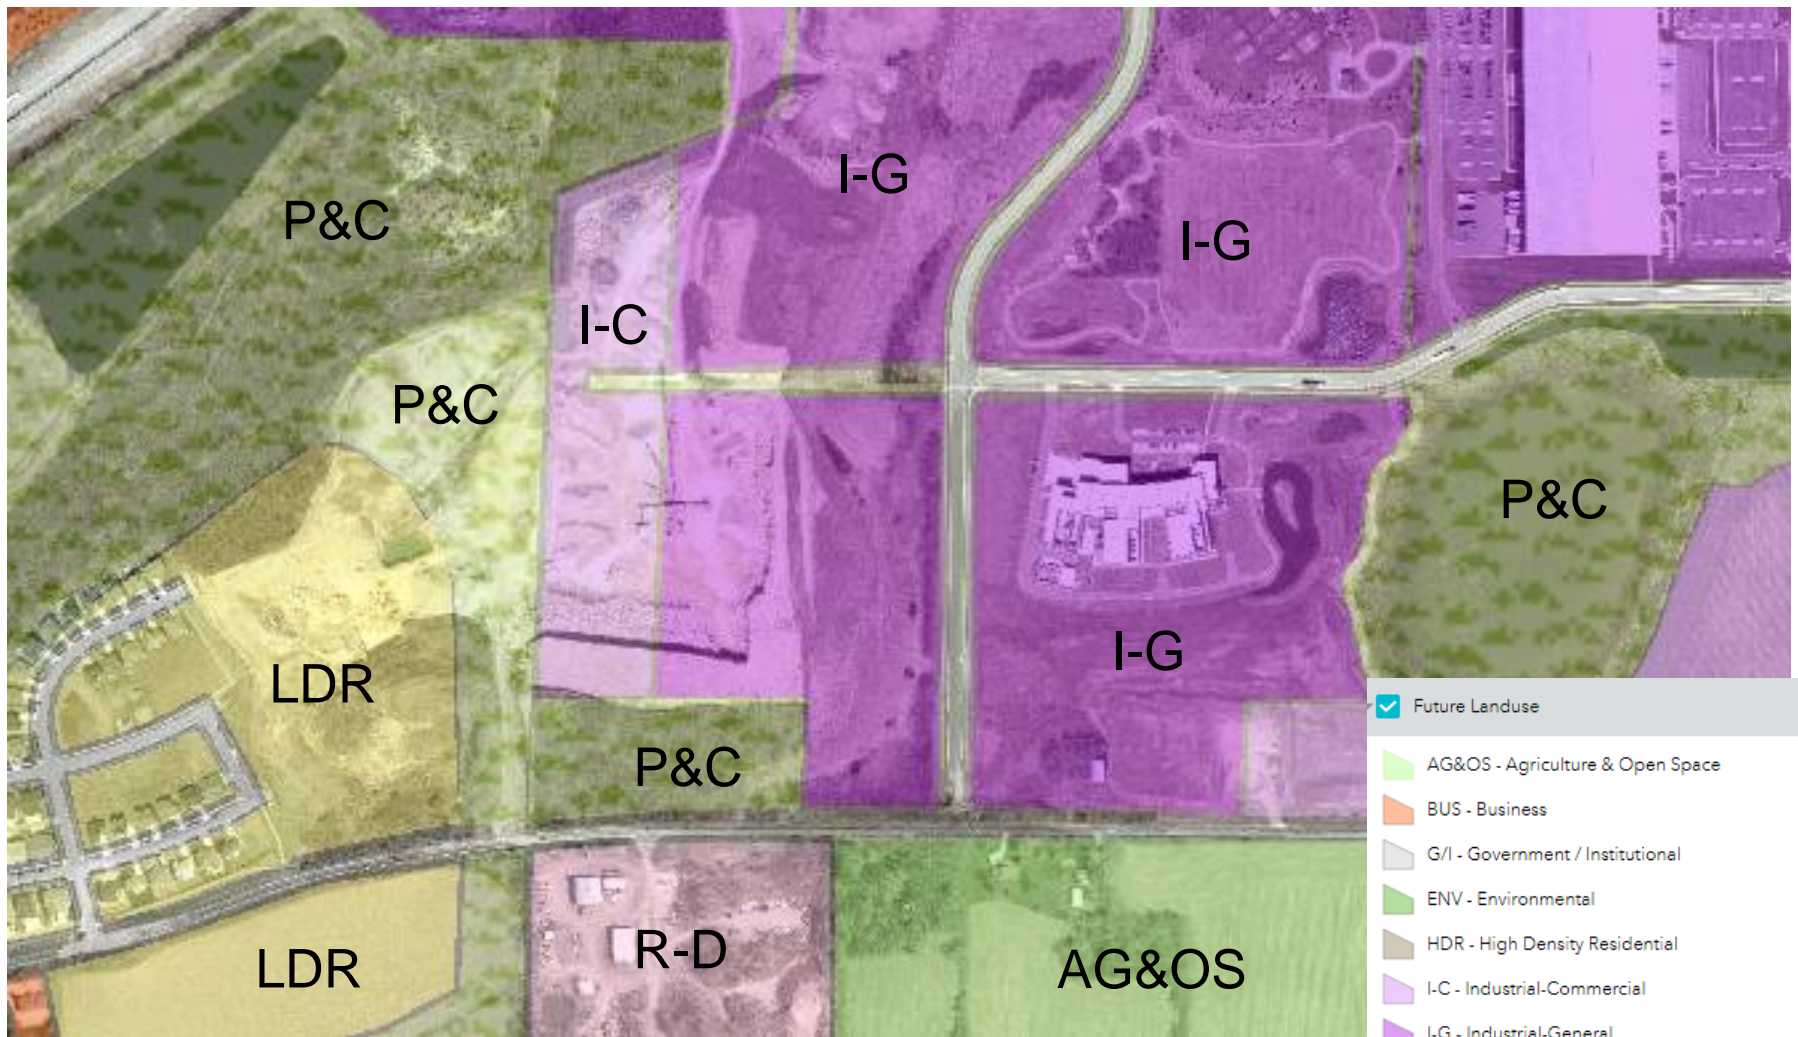 I-G
P&C
I-G
I-C
P&C
P&C
I-G
LDR
P&C
R-D
LDR
AG&OS
Future Landuse
AG&OS - Agriculture & Open Space
BUS - Business
G/I - Government / Institutional
ENV - Environmental
HDR - High Density Residential
I-C - Industrial-Commercial
I-G - Industrial-General